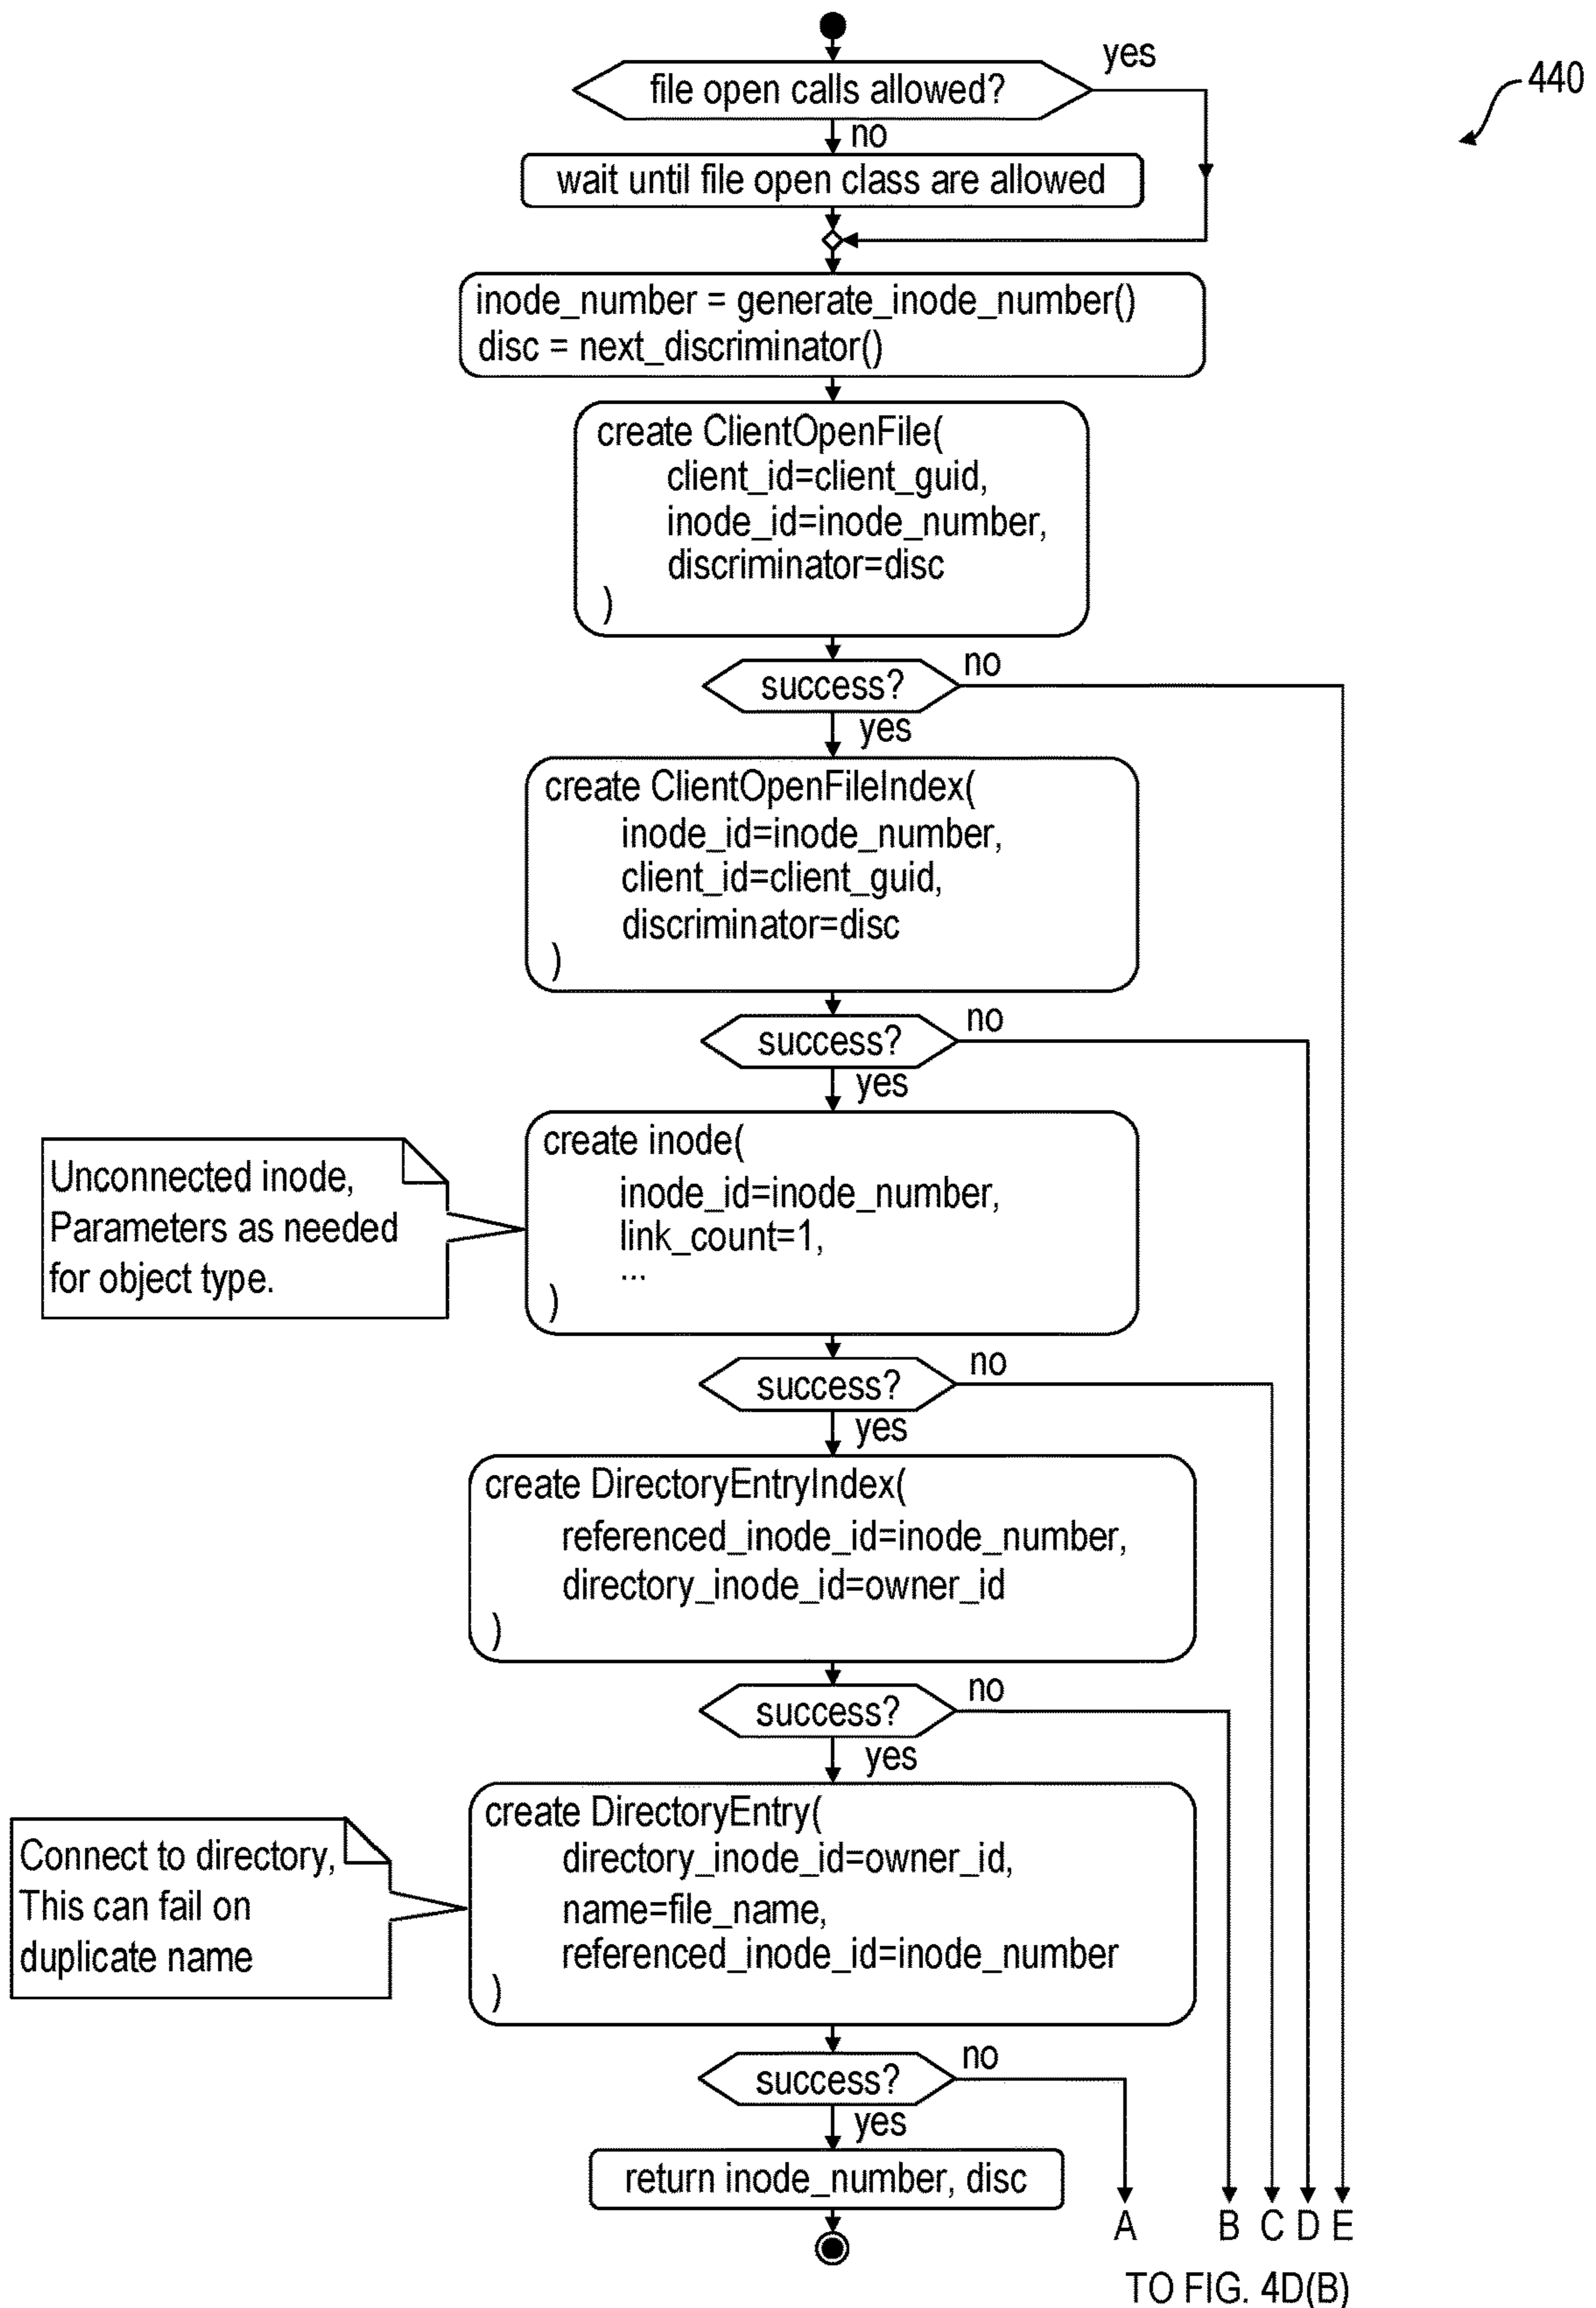 yes
file open calls allowed?
440
no
wait until file open class are allowed
inode_number = generate_inode_number()
disc = next_discriminator()
create ClientOpenFile(
client_id=client_guid,
inode_id=inode_number,
discriminator=disc
)
no
success?
yes
create ClientOpenFileIndex(
inode_id=inode_number,
client_id=client_guid,
discriminator=disc
)
no
success?
yes
create inode(
inode_id=inode_number,
link_count=1,
...
)
Unconnected inode,
Parameters as needed
for object type.
no
success?
yes
create DirectoryEntryIndex(
referenced_inode_id=inode_number,
directory_inode_id=owner_id
)
no
success?
yes
create DirectoryEntry(
directory_inode_id=owner_id,
name=file_name,
referenced_inode_id=inode_number
)
Connect to directory,
This can fail on
duplicate name
no
success?
yes
return inode_number, disc
A B C D E
TO FIG. 4D(B)